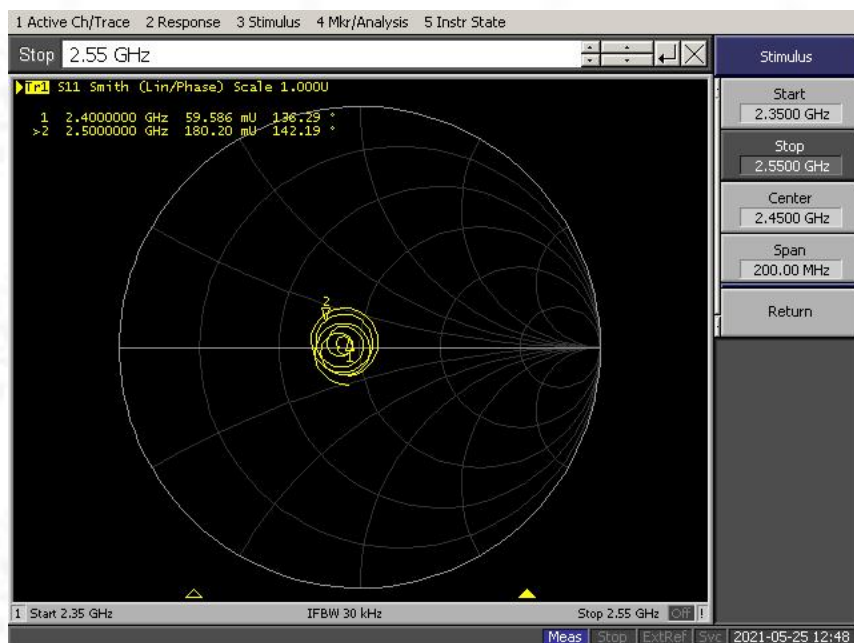 1 Active Ch/Trace 2 Response 3 Stimulus 4 Mkr/Analysis 5 Instr State
Stop 2.55 GHz
Tr1 S11 Smith (Lin/Phase) Scale 1.000U
1 2.4000000 GHz 59.586 mU 136.29 °
>2 2.5000000 GHz 180.20 mU 142.19 °
2
1
1 Start 2.35 GHz IFBW 30 kHz Stop 2.55 GHz Off !
Stimulus
Start
2.3500 GHz
Stop
2.5500 GHz
Center
2.4500 GHz
Span
200.00 MHz
Return
Meas Stop ExtRef Svc 2021-05-25 12:48